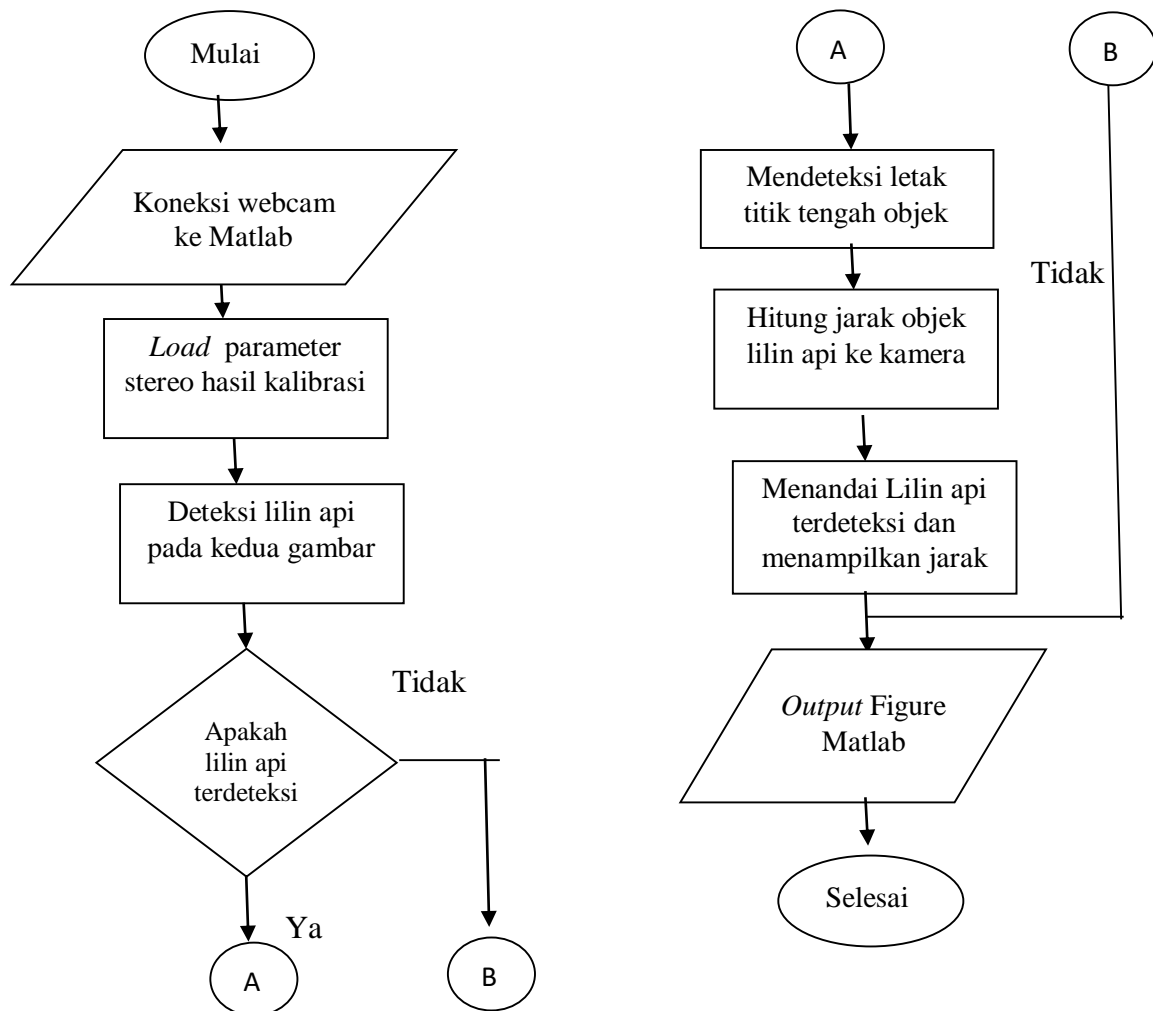 Mulai
Koneksi webcam
ke Matlab
Load parameter
stereo hasil kalibrasi
Deteksi lilin api
pada kedua gambar
Tidak
Apakah
lilin api
terdeteksi
Ya
A
B
A
B
Mendeteksi letak
titik tengah objek
Tidak
Hitung jarak objek
lilin api ke kamera
Menandai Lilin api
terdeteksi dan
menampilkan jarak
Output Figure
Matlab
Selesai